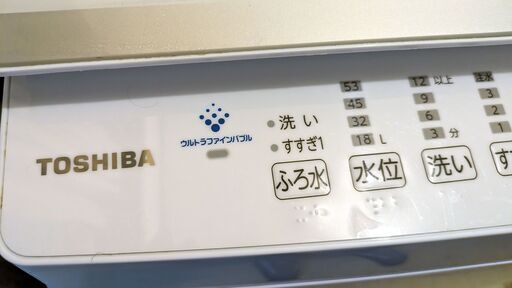 TOSHIBA
ウルトラファインバブル
洗い
すすぎ1
ふろ水
53
45
32
18 L
水位
12 以上
9
6
3 分
洗い
注水
3
2
1
す